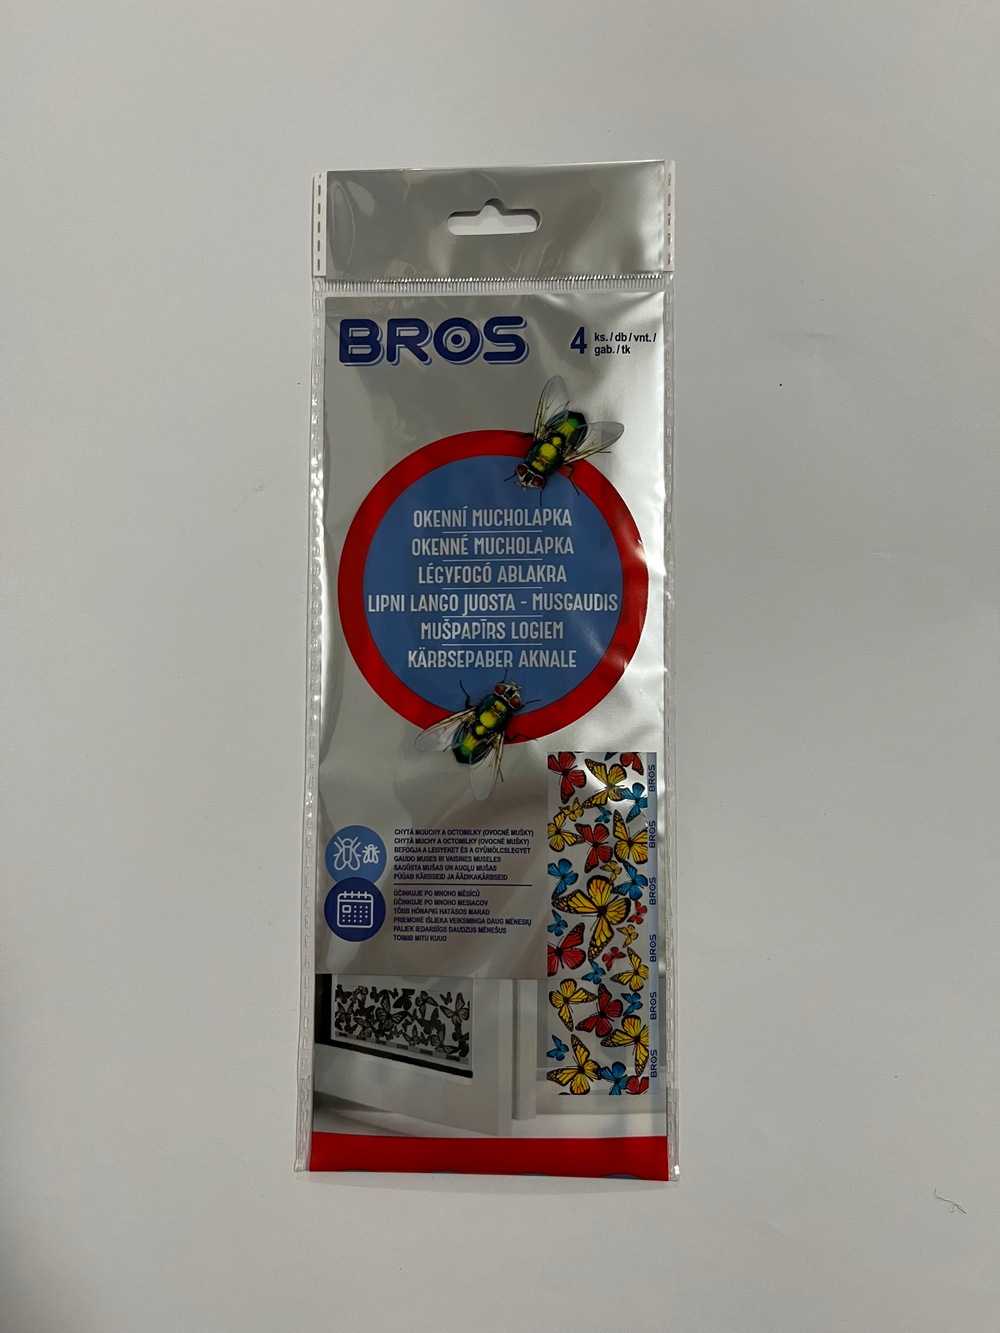 BROS
4 ks. / db / vnt. /
gab. / tk
OKENNÍ MUCHOLAPKA
OKENNÉ MUCHOLAPKA
LÉGYFOGÓ ABLAKRA
LIPNI LANGO JUOSTA - MUSGAUDIS
MUŠPAPĪRS LOGIEM
KÄRBSEPABER AKNALE
CHYTÁ MOUCHY A OCTOMILKY (OVOCNÉ MUŠKY)
CHYTÁ MUCHY A OCTOMILKY (OVOCNÉ MUŠKY)
BEFOGJA A LEGYEKET ÉS A GYÜMÖLCSLEGYET
GAUDO MUSES IR VAISINES MUSELES
SAGŪSTA MUŠAS UN AUGĻU MUŠAS
PÜÜAB KÄRBSEID JA ÄÄDIKAKÄRBSEID
ÚČINKUJE PO MNOHO MĚSÍCŮ
ÚČINKUJE PO MNOHO MESIACOV
TÖBB HÓNAPIG HATÁSOS MARAD
PRIEMONĖ IŠLIEKA VEIKSMINGA DAUG MĖNESIŲ
PALIEK IEDARBĪGS DAUDZUS MĒNEŠUS
TOIMIB MITU KUUD
BROS
BROS
BROS
BROS
BROS
BROS